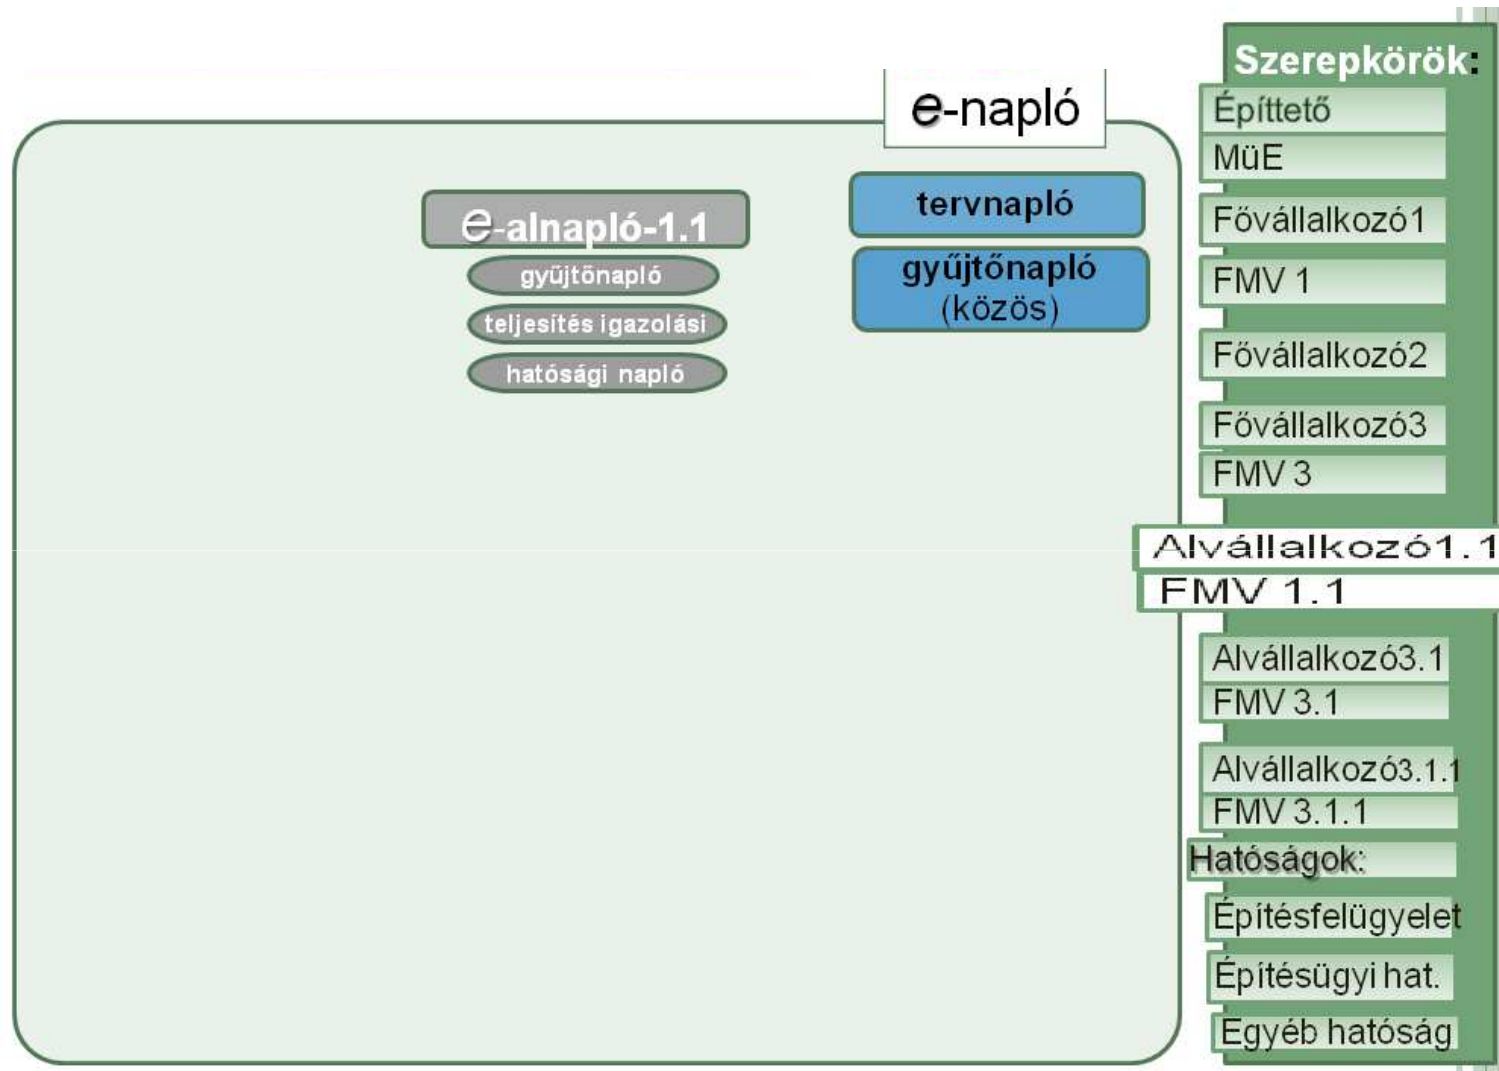 e-napló
tervnapló
gyűjtőnapló
(közös)
e-alnapló-1.1
gyűjtőnapló
teljesítés igazolási
hatósági napló
Szerepkörök:
Építtető
MüE
Fővállalkozó1
FMV 1
Fővállalkozó2
Fővállalkozó3
FMV 3
Alvállalkozó1.1
FMV 1.1
Alvállalkozó3.1
FMV 3.1
Alvállalkozó3.1.1
FMV 3.1.1
Hatóságok:
Építésfelügyelet
Építésügyi hat.
Egyéb hatóság